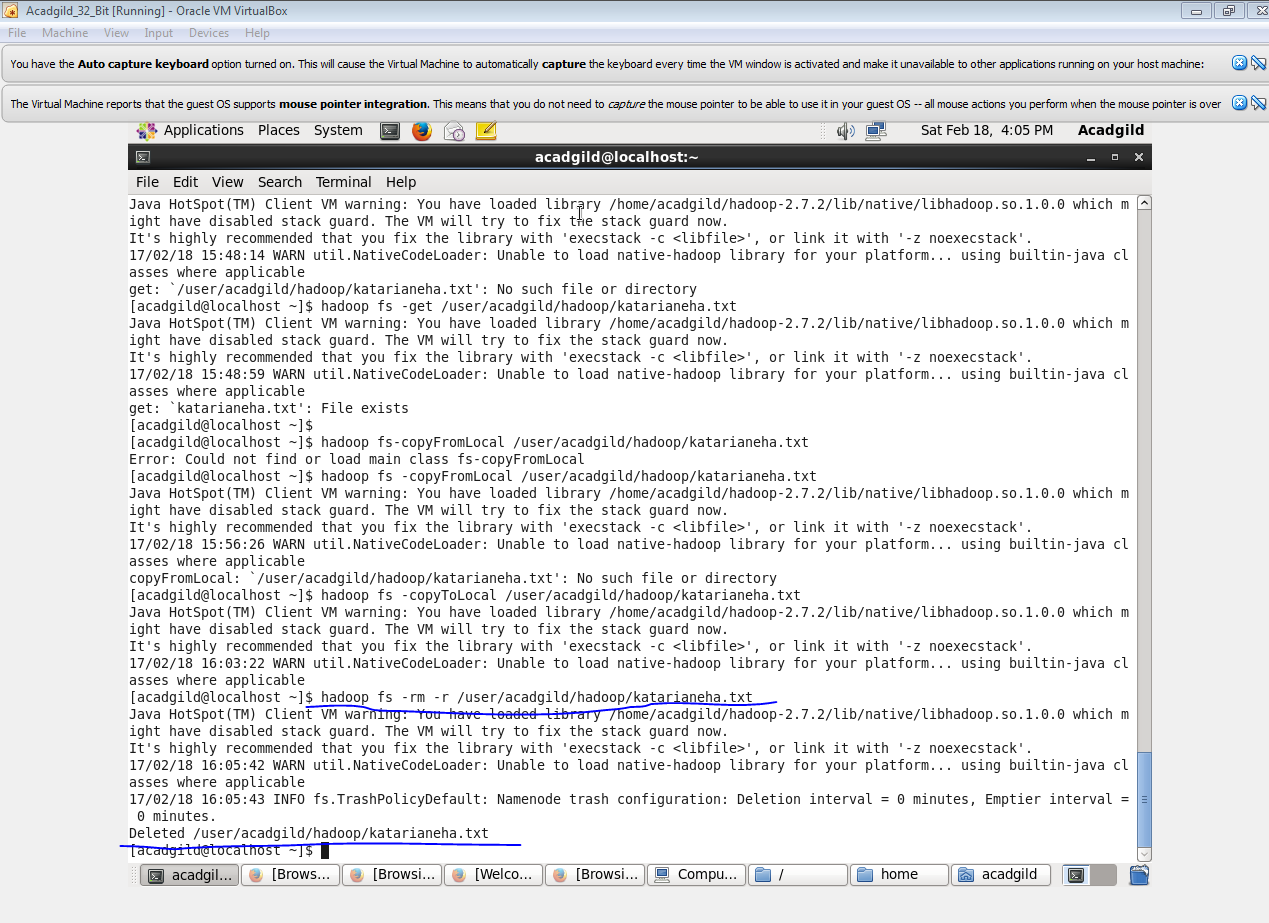 Acadgild_32_Bit [Running] - Oracle VM VirtualBox
File Machine View Input Devices Help
You have the Auto capture keyboard option turned on. This will cause the Virtual Machine to automatically capture the keyboard every time the VM window is activated and make it unavailable to other applications running on your host machine:
The Virtual Machine reports that the guest OS supports mouse pointer integration. This means that you do not need to capture the mouse pointer to be able to use it in your guest OS -- all mouse actions you perform when the mouse pointer is over
Applications Places System Sat Feb 18, 4:05 PM Acadgild
acadgild@localhost:~
File Edit View Search Terminal Help
Java HotSpot(TM) Client VM warning: You have loaded library /home/acadgild/hadoop-2.7.2/lib/native/libhadoop.so.1.0.0 which m
ight have disabled stack guard. The VM will try to fix the stack guard now.
It's highly recommended that you fix the library with 'execstack -c <libfile>', or link it with '-z noexecstack'.
17/02/18 15:48:14 WARN util.NativeCodeLoader: Unable to load native-hadoop library for your platform... using builtin-java cl
asses where applicable
get: `/user/acadgild/hadoop/katarianeha.txt': No such file or directory
[acadgild@localhost ~]$ hadoop fs -get /user/acadgild/hadoop/katarianeha.txt
Java HotSpot(TM) Client VM warning: You have loaded library /home/acadgild/hadoop-2.7.2/lib/native/libhadoop.so.1.0.0 which m
ight have disabled stack guard. The VM will try to fix the stack guard now.
It's highly recommended that you fix the library with 'execstack -c <libfile>', or link it with '-z noexecstack'.
17/02/18 15:48:59 WARN util.NativeCodeLoader: Unable to load native-hadoop library for your platform... using builtin-java cl
asses where applicable
get: `katarianeha.txt': File exists
[acadgild@localhost ~]$
[acadgild@localhost ~]$ hadoop fs-copyFromLocal /user/acadgild/hadoop/katarianeha.txt
Error: Could not find or load main class fs-copyFromLocal
[acadgild@localhost ~]$ hadoop fs -copyFromLocal /user/acadgild/hadoop/katarianeha.txt
Java HotSpot(TM) Client VM warning: You have loaded library /home/acadgild/hadoop-2.7.2/lib/native/libhadoop.so.1.0.0 which m
ight have disabled stack guard. The VM will try to fix the stack guard now.
It's highly recommended that you fix the library with 'execstack -c <libfile>', or link it with '-z noexecstack'.
17/02/18 15:56:26 WARN util.NativeCodeLoader: Unable to load native-hadoop library for your platform... using builtin-java cl
asses where applicable
copyFromLocal: `/user/acadgild/hadoop/katarianeha.txt': No such file or directory
[acadgild@localhost ~]$ hadoop fs -copyToLocal /user/acadgild/hadoop/katarianeha.txt
Java HotSpot(TM) Client VM warning: You have loaded library /home/acadgild/hadoop-2.7.2/lib/native/libhadoop.so.1.0.0 which m
ight have disabled stack guard. The VM will try to fix the stack guard now.
It's highly recommended that you fix the library with 'execstack -c <libfile>', or link it with '-z noexecstack'.
17/02/18 16:03:22 WARN util.NativeCodeLoader: Unable to load native-hadoop library for your platform... using builtin-java cl
asses where applicable
[acadgild@localhost ~]$ hadoop fs -rm -r /user/acadgild/hadoop/katarianeha.txt
Java HotSpot(TM) Client VM warning: You have loaded library /home/acadgild/hadoop-2.7.2/lib/native/libhadoop.so.1.0.0 which m
ight have disabled stack guard. The VM will try to fix the stack guard now.
It's highly recommended that you fix the library with 'execstack -c <libfile>', or link it with '-z noexecstack'.
17/02/18 16:05:42 WARN util.NativeCodeLoader: Unable to load native-hadoop library for your platform... using builtin-java cl
asses where applicable
17/02/18 16:05:43 INFO fs.TrashPolicyDefault: Namenode trash configuration: Deletion interval = 0 minutes, Emptier interval =
0 minutes.
Deleted /user/acadgild/hadoop/katarianeha.txt
[acadgild@localhost ~]$
acadgil... [Brows... [Browsi... [Welco... [Browsi... Compu... / home acadgild